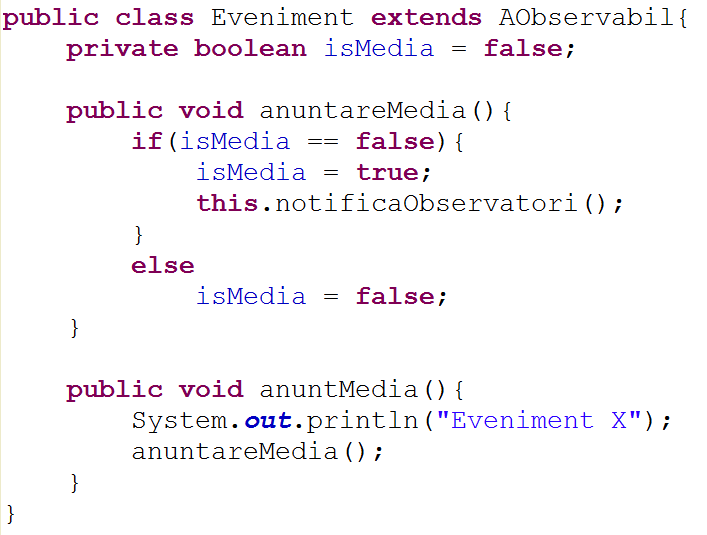 public class Eveniment extends AObservabil{
    private boolean isMedia = false;

    public void anuntareMedia(){
        if(isMedia == false){
            isMedia = true;
            this.notificaObservatori();
        }
        else
            isMedia = false;
    }

    public void anuntMedia(){
        System.out.println("Eveniment X");
        anuntareMedia();
    }
}